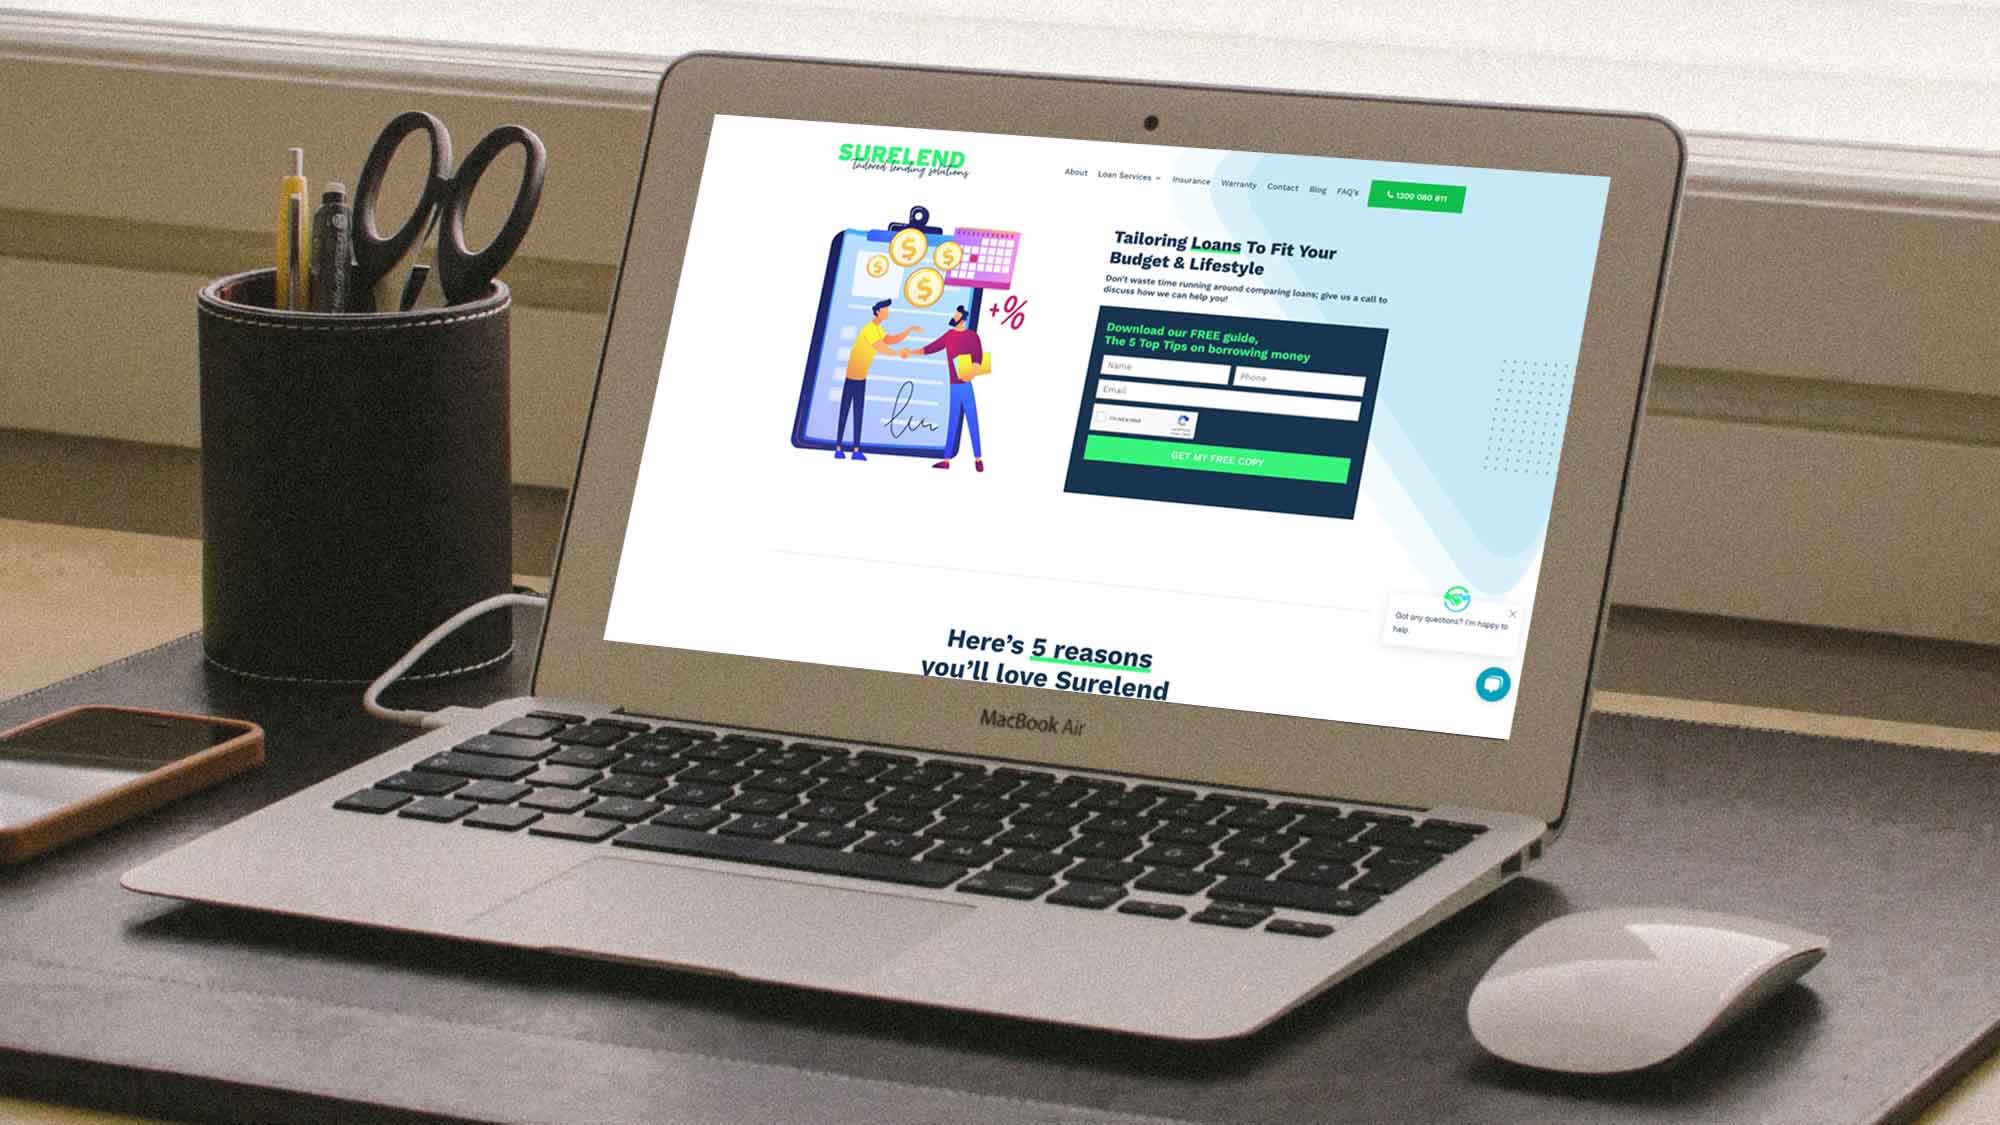 SURELEND
tailored lending solutions
About Loan Services Insurance Warranty Contact Blog FAQ's 1300 080 811
Tailoring Loans To Fit Your
Budget & Lifestyle
Don't waste time running around comparing loans; give us a call to
discuss how we can help you!
+%
Download our FREE guide,
The 5 Top Tips on borrowing money
Name Phone
Email
I'm not a robot
GET MY FREE COPY
Got any questions? I'm happy to
help.
Here's 5 reasons
you'll love Surelend
MacBook Air